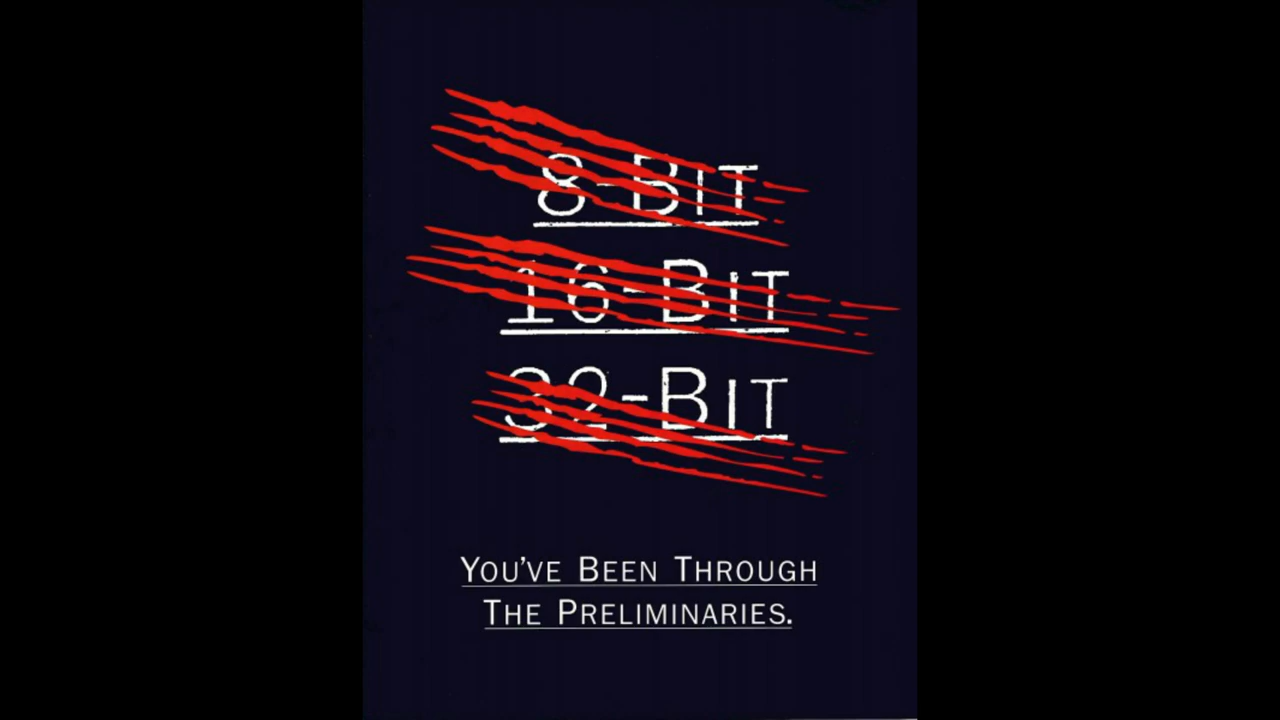 8-BIT
16-BIT
32-BIT
YOU'VE BEEN THROUGH
THE PRELIMINARIES.